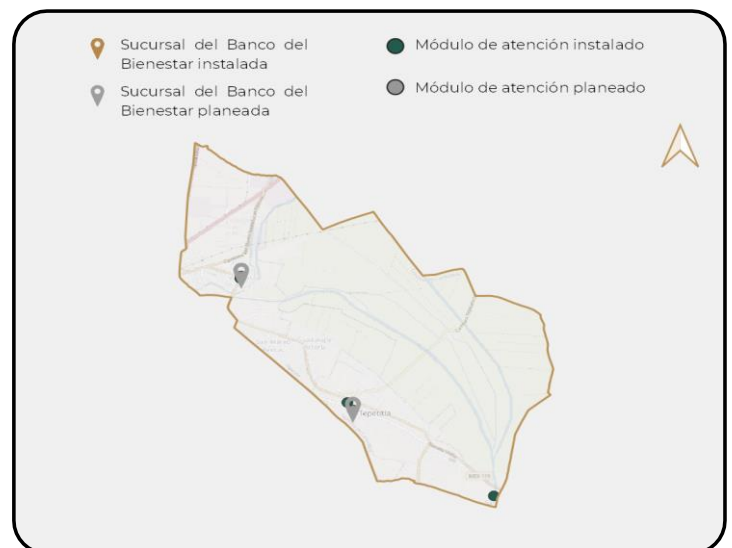 Sucursal del Banco del
Bienestar instalada
Sucursal del Banco del
Bienestar planeada
Módulo de atención instalado
Módulo de atención planeado